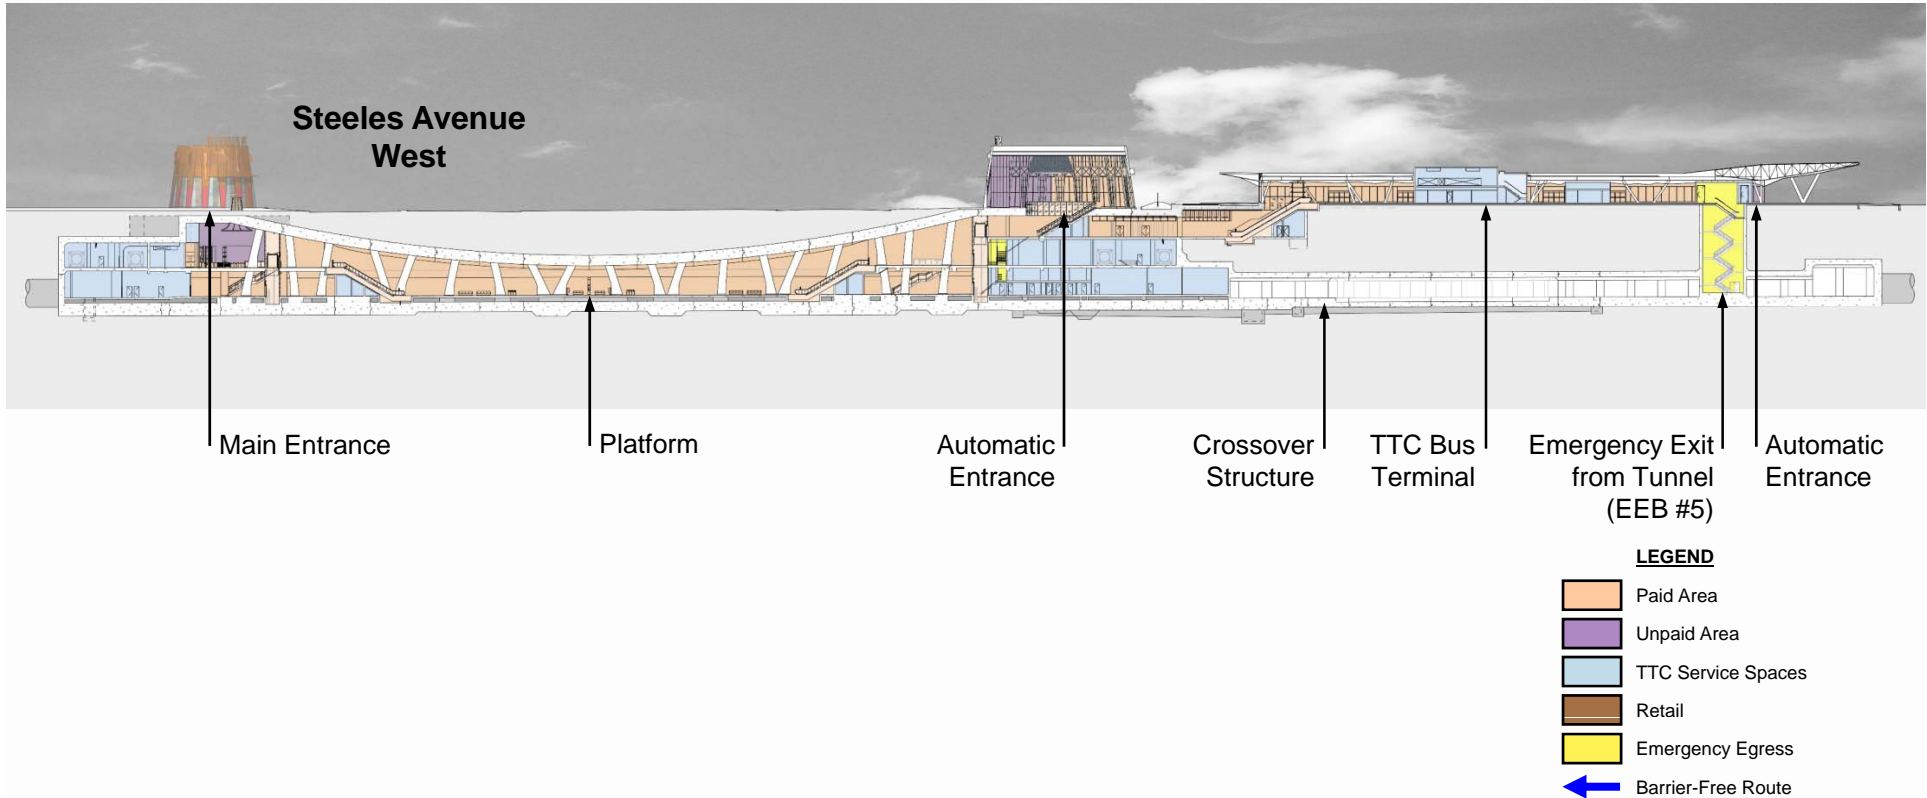 Steeles Avenue
West
Main Entrance
Platform
Automatic
Entrance
Crossover
Structure
TTC Bus
Terminal
Emergency Exit
from Tunnel
(EEB #5)
Automatic
Entrance
LEGEND
Paid Area
Unpaid Area
TTC Service Spaces
Retail
Emergency Egress
Barrier-Free Route